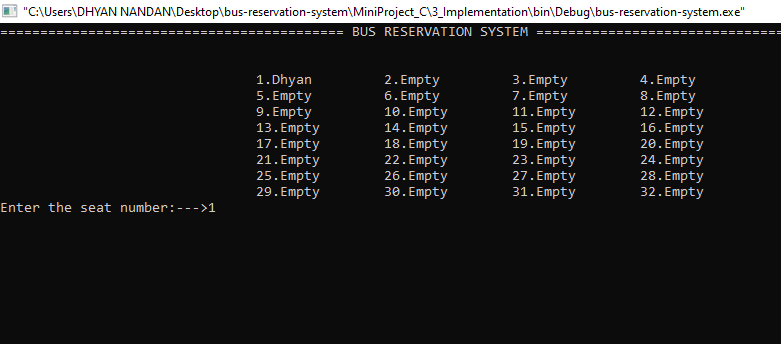 "C:\Users\DHYAN NANDAN\Desktop\bus-reservation-system\MiniProject_C\3_Implementation\bin\Debug\bus-reservation-system.exe"
=========================================== BUS RESERVATION SYSTEM ===============================
1.Dhyan 2.Empty 3.Empty 4.Empty
5.Empty 6.Empty 7.Empty 8.Empty
9.Empty 10.Empty 11.Empty 12.Empty
13.Empty 14.Empty 15.Empty 16.Empty
17.Empty 18.Empty 19.Empty 20.Empty
21.Empty 22.Empty 23.Empty 24.Empty
25.Empty 26.Empty 27.Empty 28.Empty
29.Empty 30.Empty 31.Empty 32.Empty
Enter the seat number:--->1